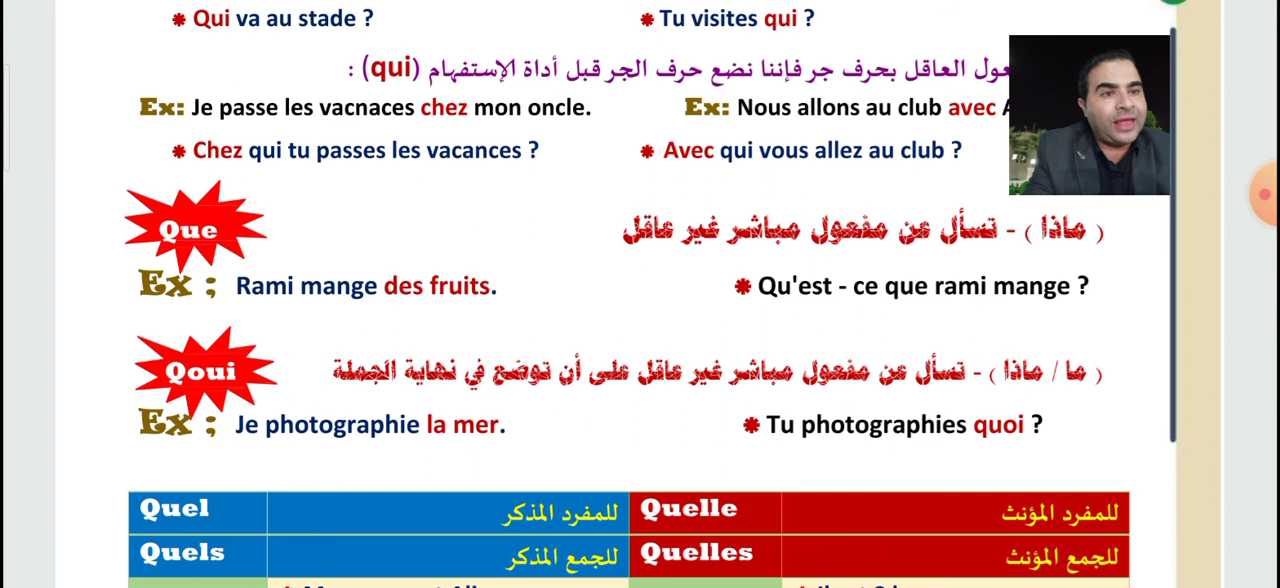 * Qui va au stade ? * Tu visites qui ?
العاقل بحرف جر فإننا نضع حرف الجر قبل أداة الإستفهام (qui) :
Ex: Je passe les vacnaces chez mon oncle. Ex: Nous allons au club avec
* Chez qui tu passes les vacances ? * Avec qui vous allez au club ?
Que ( ماذا ) - تسأل عن مفعول مباشر غير عاقل
Ex ; Rami mange des fruits. * Qu'est - ce que rami mange ?
Qoui ( ما / ماذا ) - تسأل عن مفعول مباشر غير عاقل على أن توضع في نهاية الجملة
Ex ; Je photographie la mer. * Tu photographies quoi ?
Quel للمفرد المذكر Quelle للمفرد المؤنث
Quels للجمع المذكر Quelles للجمع المؤنث